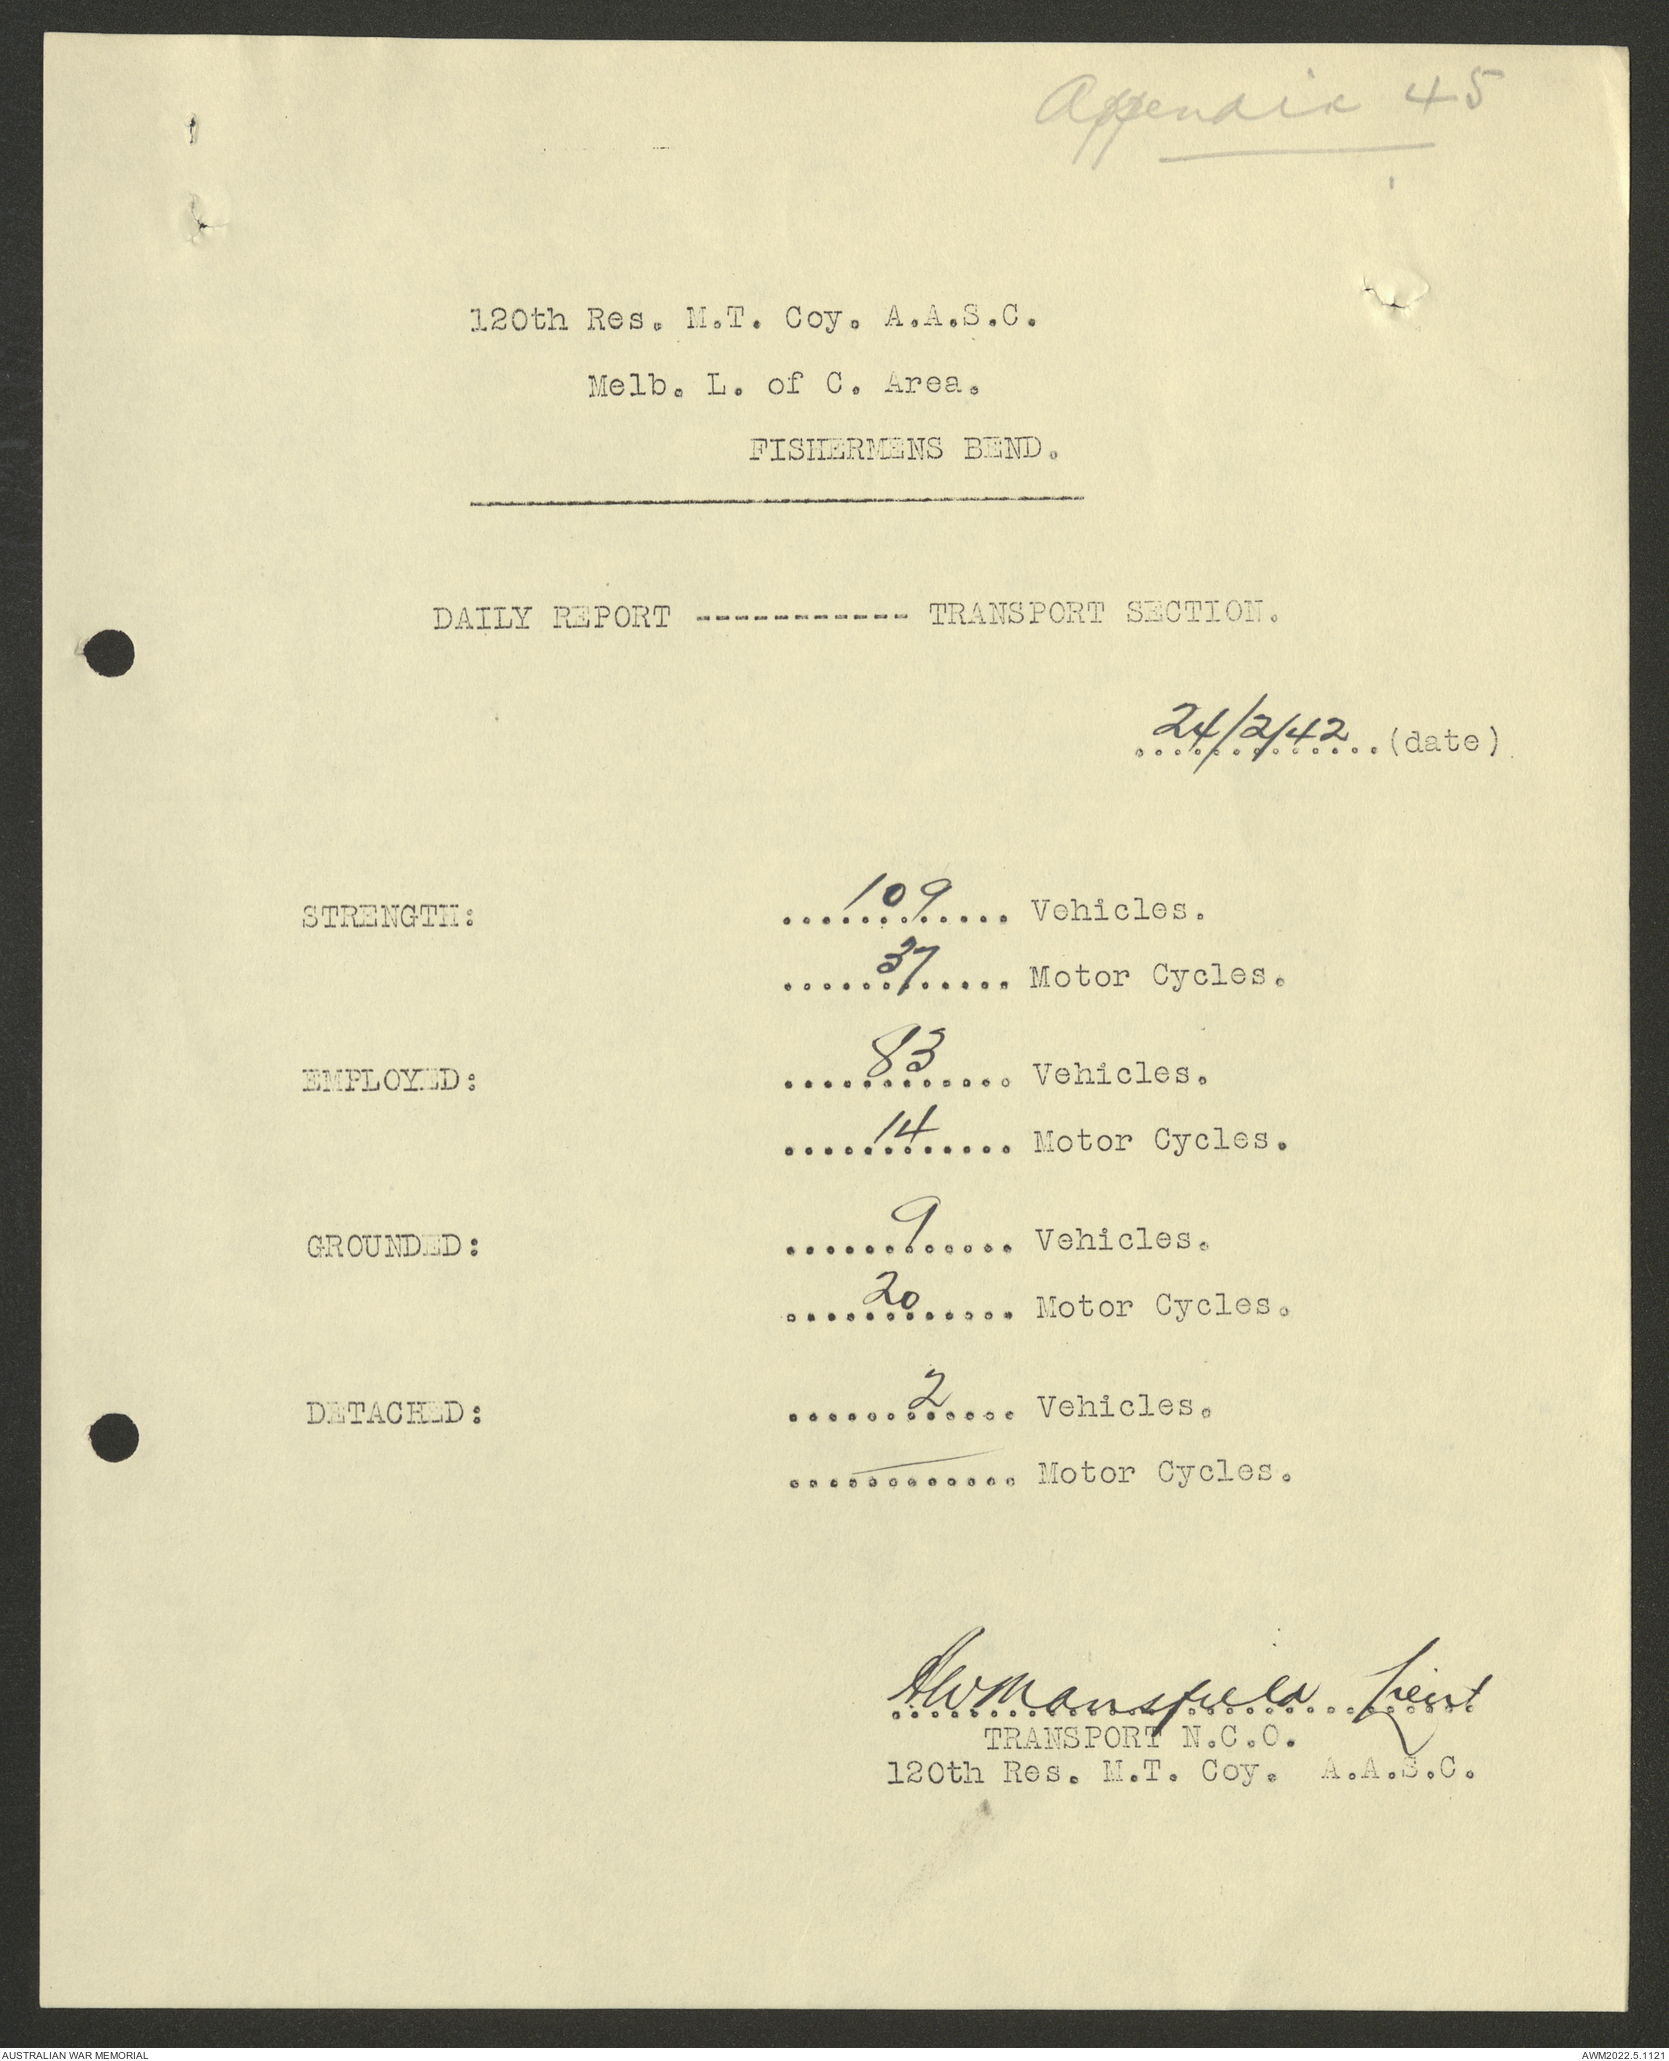 Appendix 45
120th Res. M.T. Coy. A.A.S.C.
Melb. L. of C. Area.
FISHERMENS BEND.
DAILY REPORT ----------- TRANSPORT SECTION.
24/2/42 (date)
STRENGTH: 109 Vehicles.
37 Motor Cycles.
EMPLOYED: 83 Vehicles.
14 Motor Cycles.
GROUNDED: 9 Vehicles.
20 Motor Cycles.
DETACHED: 2 Vehicles.
— Motor Cycles.
AWMansfield Lieut
TRANSPORT N.C.O.
120th Res. M.T. Coy. A.A.S.C.
AUSTRALIAN WAR MEMORIAL
AWM2022.5.1121